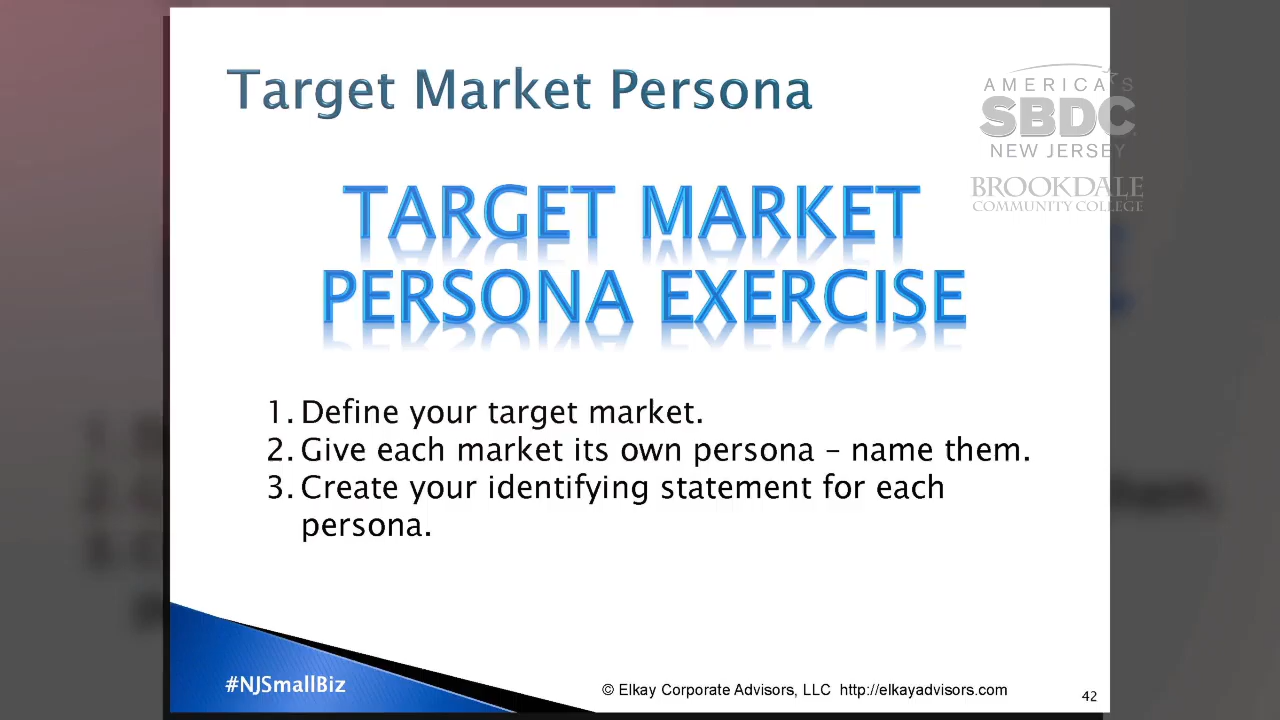 Target Market Persona
AMERICA'S
SBDC
NEW JERSEY
BROOKDALE
COMMUNITY COLLEGE
TARGET MARKET
PERSONA EXERCISE
1. Define your target market.
2. Give each market its own persona – name them.
3. Create your identifying statement for each
persona.
#NJSmallBiz
© Elkay Corporate Advisors, LLC http://elkayadvisors.com
42